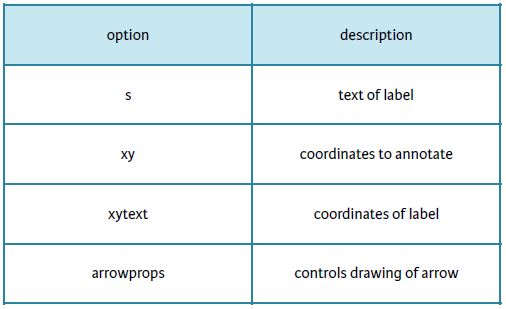 option description
s text of label
xy coordinates to annotate
xytext coordinates of label
arrowprops controls drawing of arrow